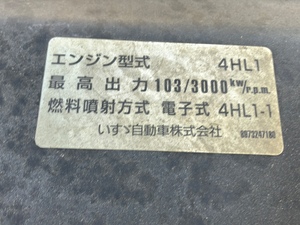 エンジン型式 4HL1
最高出力 103/3000 kw/r.p.m.
燃料噴射方式 電子式 4HL1-1
いすゞ自動車株式会社